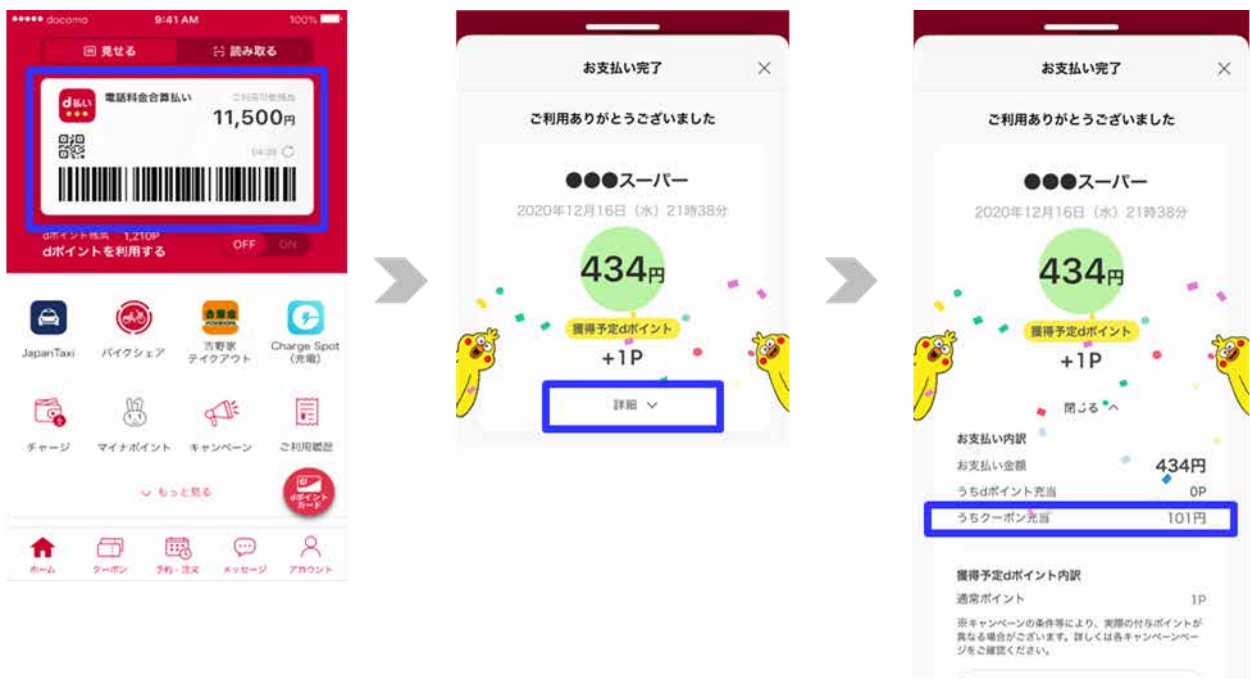 docomo 9:41 AM 100%
見せる 読み取る
d払い 電話料金合算払い ご利用可能残高
11,500円
04:38
dポイント残高 1,210P
dポイントを利用する OFF ON
吉野家
JapanTaxi バイクシェア 吉野家 テイクアウト Charge Spot (充電)
チャージ マイナポイント キャンペーン ご利用履歴
もっと見る
dポイント
カード
ホーム クーポン 予約・注文 メッセージ アカウント
お支払い完了 ×
ご利用ありがとうございました
●●●スーパー
2020年12月16日（水）21時38分
434円
獲得予定dポイント
+1P
詳細
お支払い完了 ×
ご利用ありがとうございました
●●●スーパー
2020年12月16日（水）21時38分
434円
獲得予定dポイント
+1P
閉じる
お支払い内訳
お支払い金額 434円
うちdポイント充当 0P
うちクーポン充当 101円
獲得予定dポイント内訳
通常ポイント 1P
※キャンペーンの条件等により、実際の付与ポイントが
異なる場合がございます。詳しくは各キャンペーンペー
ジをご確認ください。